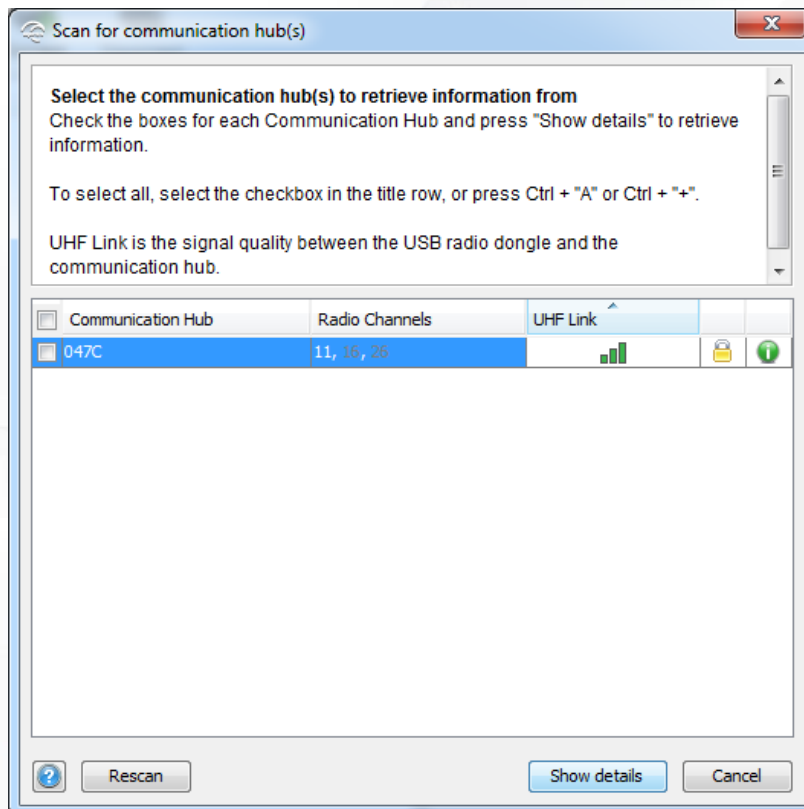 Scan for communication hub(s)
Select the communication hub(s) to retrieve information from
Check the boxes for each Communication Hub and press "Show details" to retrieve
information.
To select all, select the checkbox in the title row, or press Ctrl + "A" or Ctrl + "+".
UHF Link is the signal quality between the USB radio dongle and the
communication hub.
Communication Hub Radio Channels UHF Link
047C 11, 16, 26
Rescan Show details Cancel